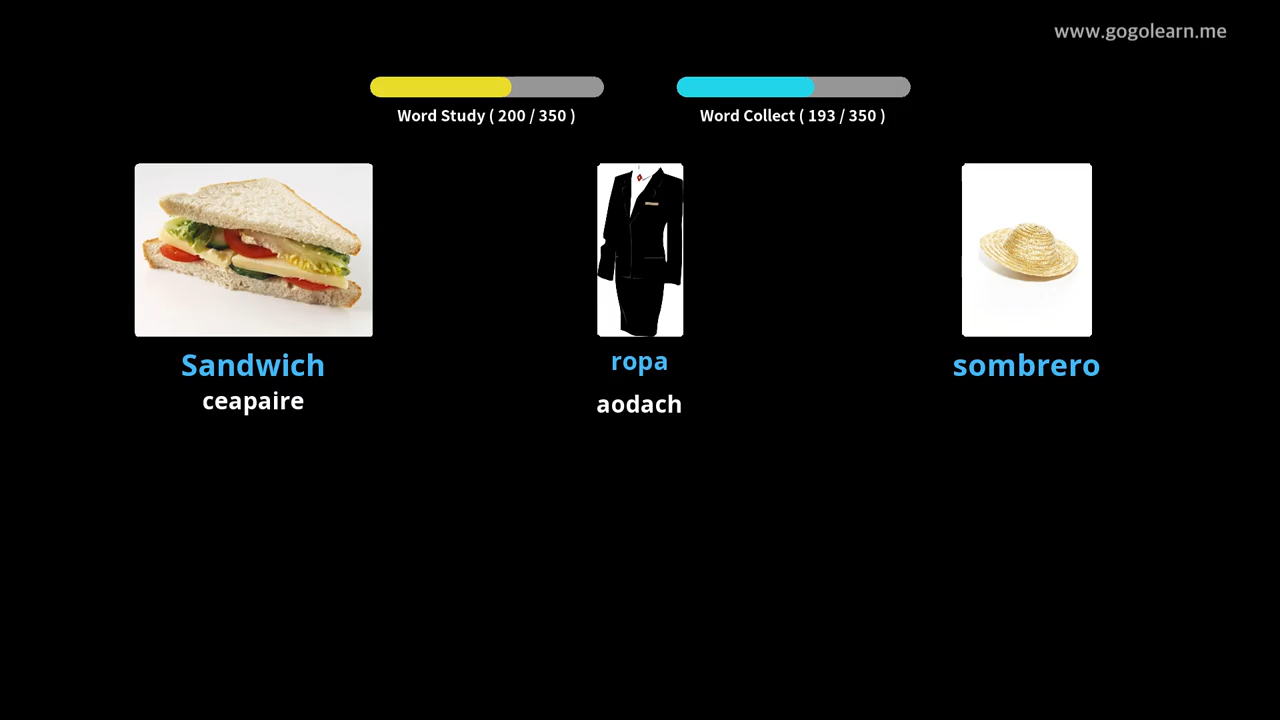 www.gogolearn.me
Word Study ( 200 / 350 )
Word Collect ( 193 / 350 )
Sandwich
ceapaire
ropa
aodach
sombrero